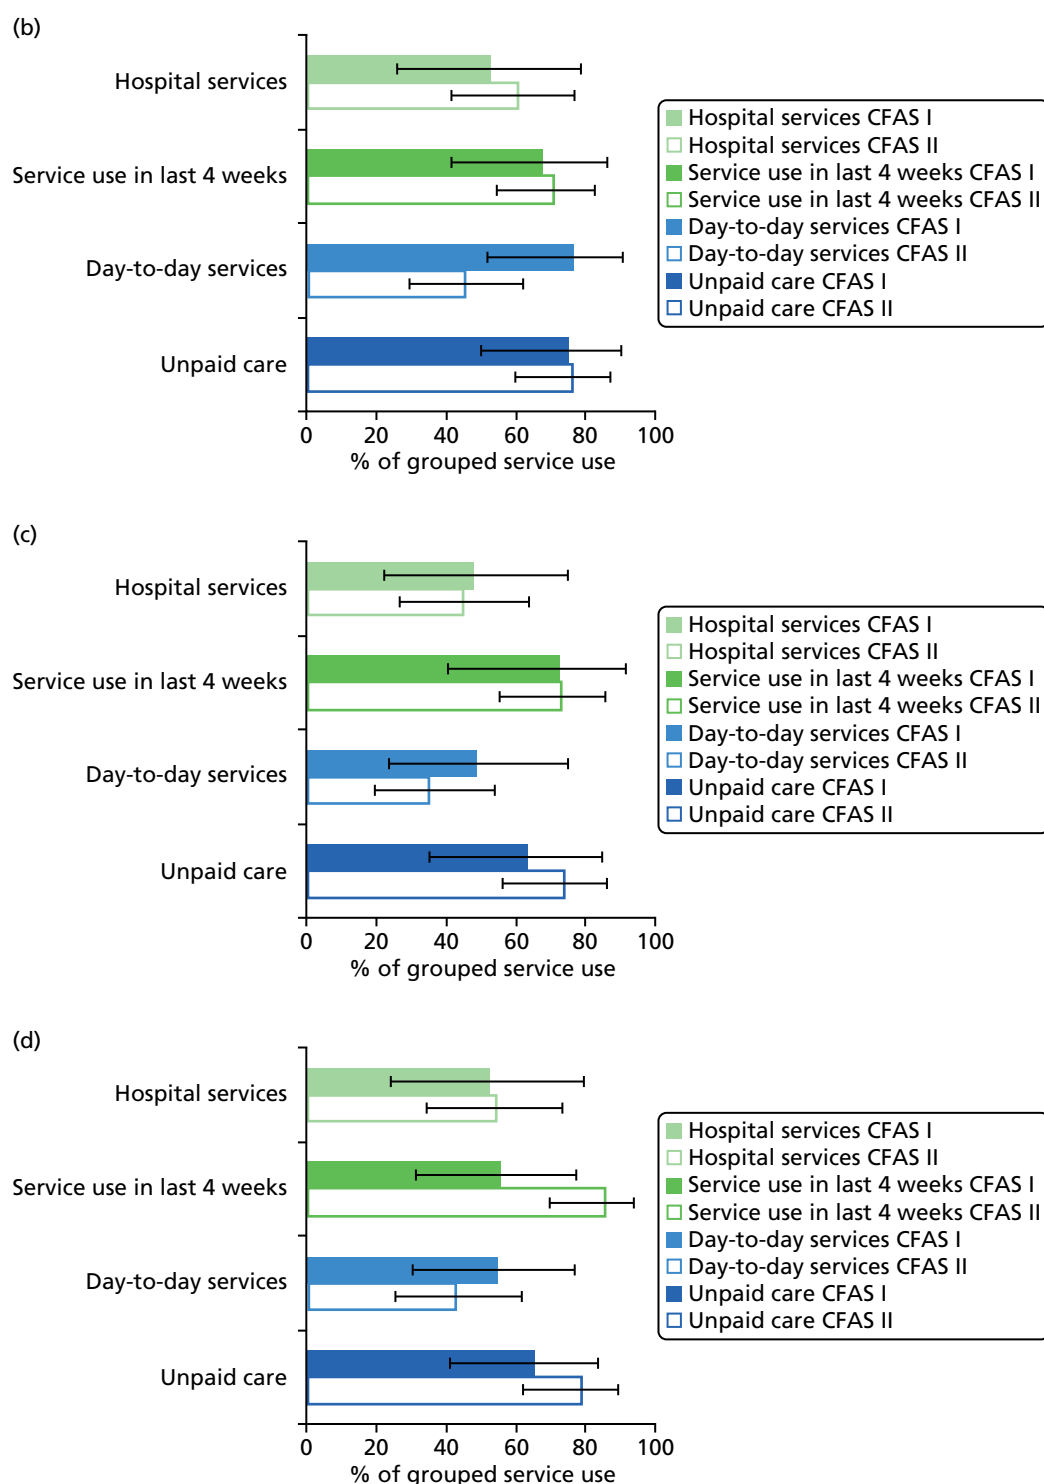 (b)
Hospital services
Service use in last 4 weeks
Day-to-day services
Unpaid care
0 20 40 60 80 100
% of grouped service use
Hospital services CFAS I
Hospital services CFAS II
Service use in last 4 weeks CFAS I
Service use in last 4 weeks CFAS II
Day-to-day services CFAS I
Day-to-day services CFAS II
Unpaid care CFAS I
Unpaid care CFAS II
(c)
Hospital services
Service use in last 4 weeks
Day-to-day services
Unpaid care
0 20 40 60 80 100
% of grouped service use
Hospital services CFAS I
Hospital services CFAS II
Service use in last 4 weeks CFAS I
Service use in last 4 weeks CFAS II
Day-to-day services CFAS I
Day-to-day services CFAS II
Unpaid care CFAS I
Unpaid care CFAS II
(d)
Hospital services
Service use in last 4 weeks
Day-to-day services
Unpaid care
0 20 40 60 80 100
% of grouped service use
Hospital services CFAS I
Hospital services CFAS II
Service use in last 4 weeks CFAS I
Service use in last 4 weeks CFAS II
Day-to-day services CFAS I
Day-to-day services CFAS II
Unpaid care CFAS I
Unpaid care CFAS II